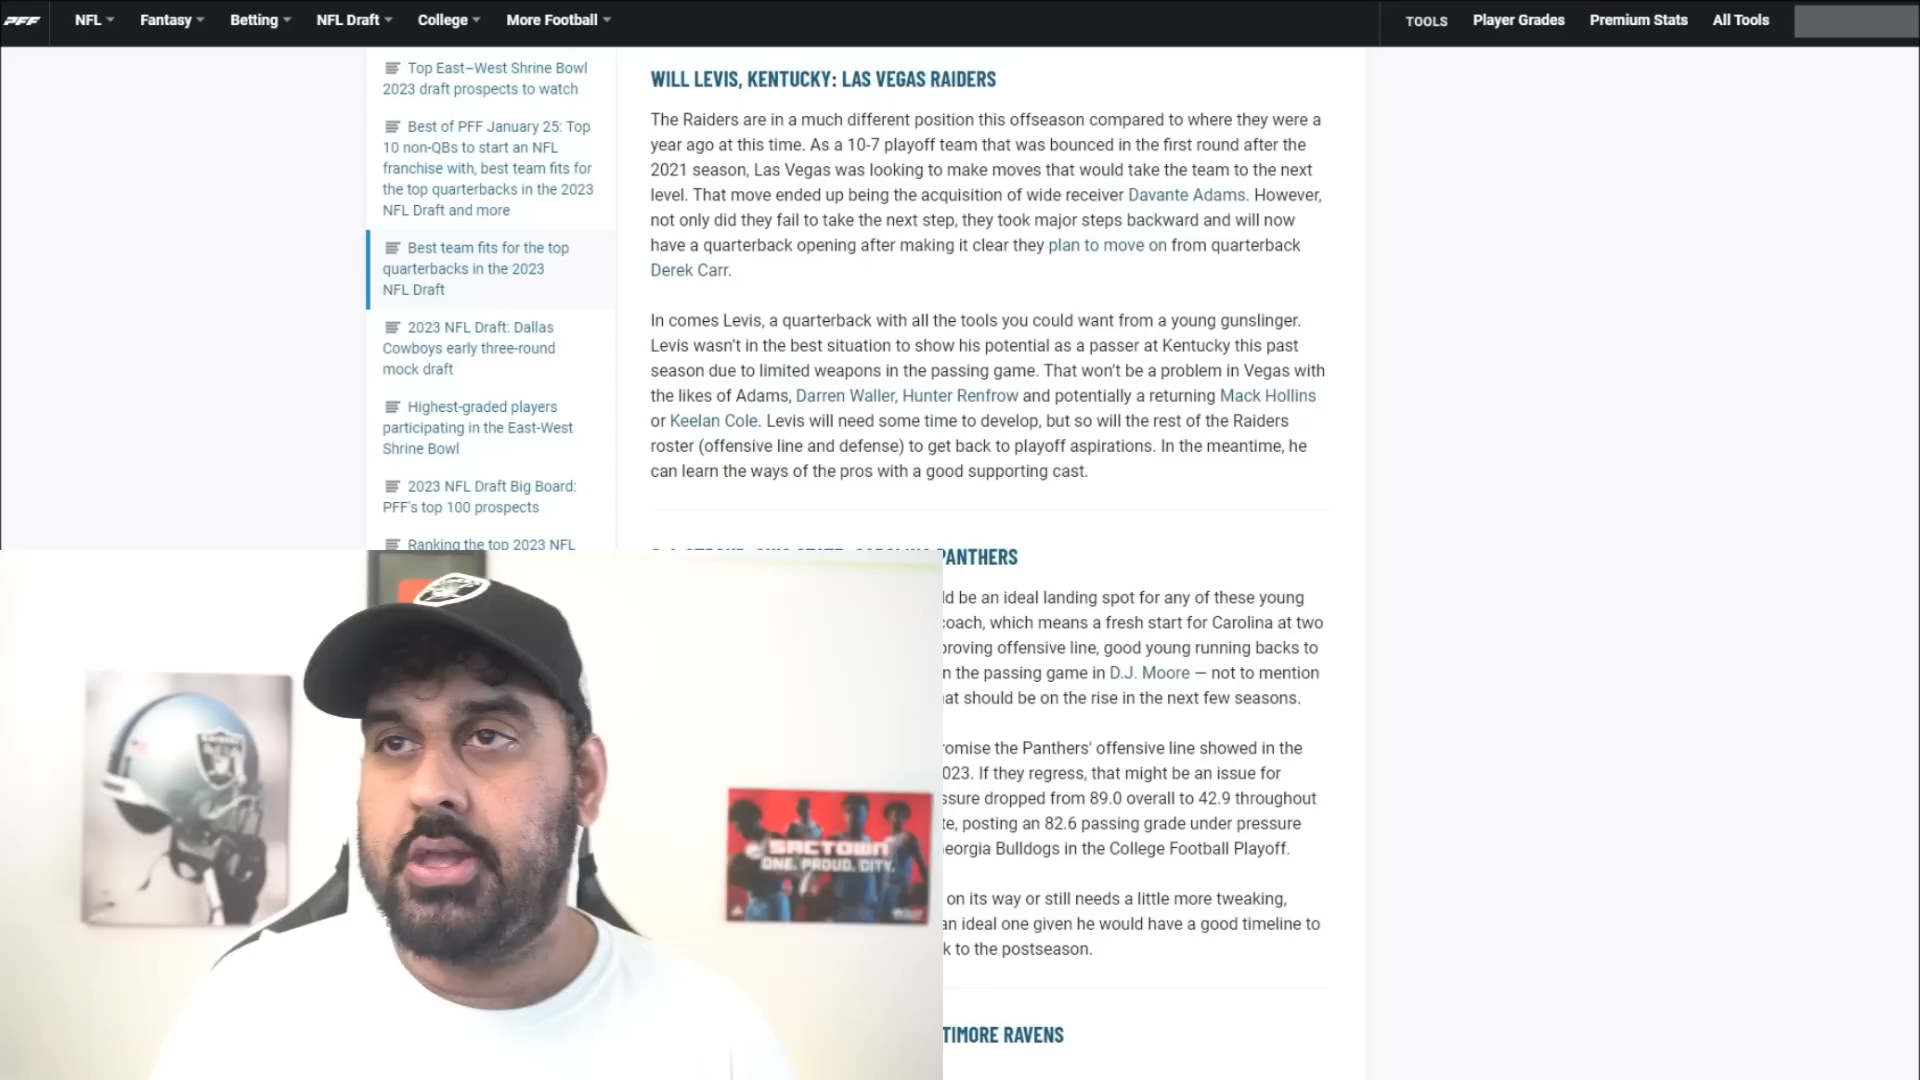 PFF
NFL
Fantasy
Betting
NFL Draft
College
More Football
TOOLS
Player Grades
Premium Stats
All Tools
Top East–West Shrine Bowl
2023 draft prospects to watch
Best of PFF January 25: Top
10 non-QBs to start an NFL
franchise with, best team fits for
the top quarterbacks in the 2023
NFL Draft and more
Best team fits for the top
quarterbacks in the 2023
NFL Draft
2023 NFL Draft: Dallas
Cowboys early three-round
mock draft
Highest-graded players
participating in the East-West
Shrine Bowl
2023 NFL Draft Big Board:
PFF's top 100 prospects
Ranking the top 2023 NFL
WILL LEVIS, KENTUCKY: LAS VEGAS RAIDERS
The Raiders are in a much different position this offseason compared to where they were a
year ago at this time. As a 10-7 playoff team that was bounced in the first round after the
2021 season, Las Vegas was looking to make moves that would take the team to the next
level. That move ended up being the acquisition of wide receiver Davante Adams. However,
not only did they fail to take the next step, they took major steps backward and will now
have a quarterback opening after making it clear they plan to move on from quarterback
Derek Carr.
In comes Levis, a quarterback with all the tools you could want from a young gunslinger.
Levis wasn't in the best situation to show his potential as a passer at Kentucky this past
season due to limited weapons in the passing game. That won't be a problem in Vegas with
the likes of Adams, Darren Waller, Hunter Renfrow and potentially a returning Mack Hollins
or Keelan Cole. Levis will need some time to develop, but so will the rest of the Raiders
roster (offensive line and defense) to get back to playoff aspirations. In the meantime, he
can learn the ways of the pros with a good supporting cast.
PANTHERS
ld be an ideal landing spot for any of these young
coach, which means a fresh start for Carolina at two
proving offensive line, good young running backs to
n the passing game in D.J. Moore — not to mention
at should be on the rise in the next few seasons.
romise the Panthers' offensive line showed in the
023. If they regress, that might be an issue for
ssure dropped from 89.0 overall to 42.9 throughout
te, posting an 82.6 passing grade under pressure
eorgia Bulldogs in the College Football Playoff.
on its way or still needs a little more tweaking,
an ideal one given he would have a good timeline to
k to the postseason.
TIMORE RAVENS
RAIDERS
SACTOWN
ONE. PROUD. CITY.